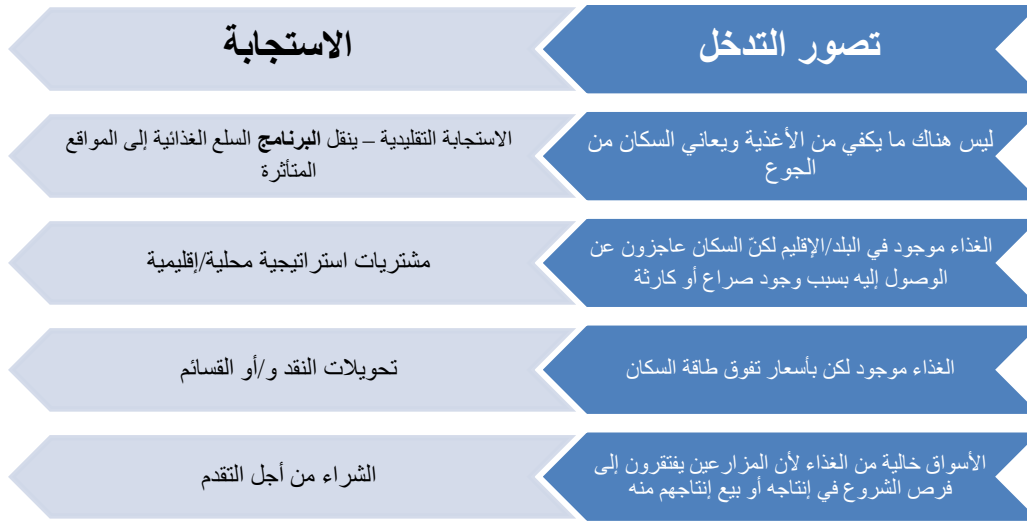 تصور التدخل
الاستجابة
ليس هناك ما يكفي من الأغذية ويعاني السكان من
الجوع
الاستجابة التقليدية – ينقل البرنامج السلع الغذائية إلى المواقع
المتأثرة
الغذاء موجود في البلد/الإقليم لكنّ السكان عاجزون عن
الوصول إليه بسبب وجود صراع أو كارثة
مشتريات استراتيجية محلية/إقليمية
الغذاء موجود لكن بأسعار تفوق طاقة السكان
تحويلات النقد و/أو القسائم
الأسواق خالية من الغذاء لأن المزارعين يفتقرون إلى
فرص الشروع في إنتاجه أو بيع إنتاجهم منه
الشراء من أجل التقدم